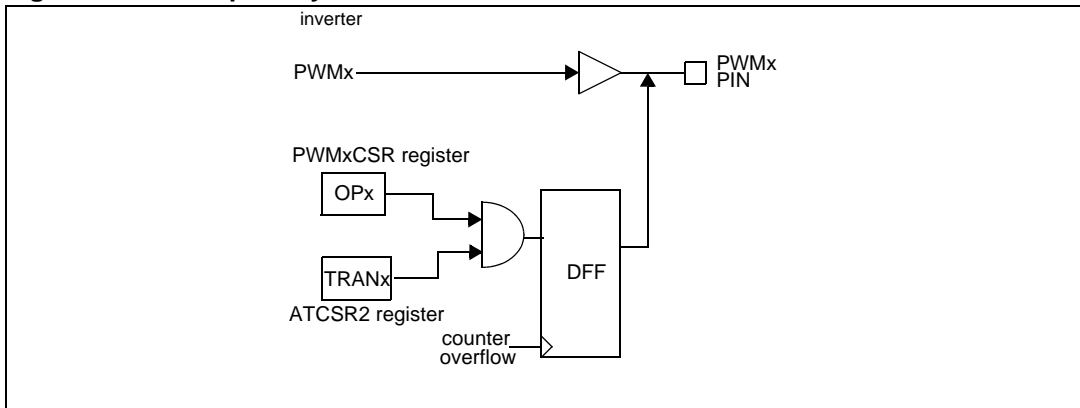 inverter
PWMx
PWMx
PIN
PWMxCSR register
OPx
TRANx
ATCSR2 register
DFF
counter
overflow